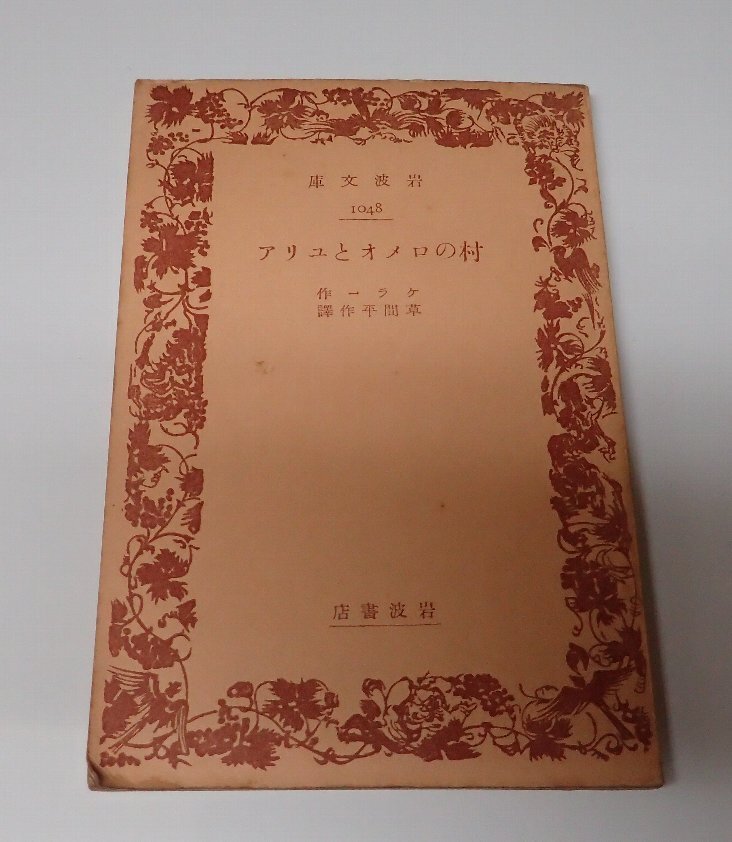 岩波文庫
1048
村のロメオとユリア
ケラー作
草間平作譯
岩波書店